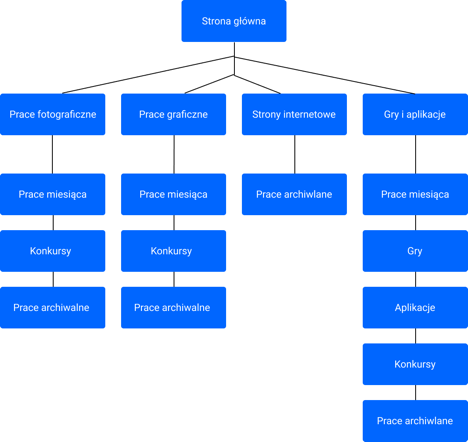 Strona główna
Prace fotograficzne
Prace graficzne
Strony internetowe
Gry i aplikacje
Prace miesiąca
Prace miesiąca
Prace archiwlane
Prace miesiąca
Konkursy
Konkursy
Gry
Prace archiwalne
Prace archiwalne
Aplikacje
Konkursy
Prace archiwlane